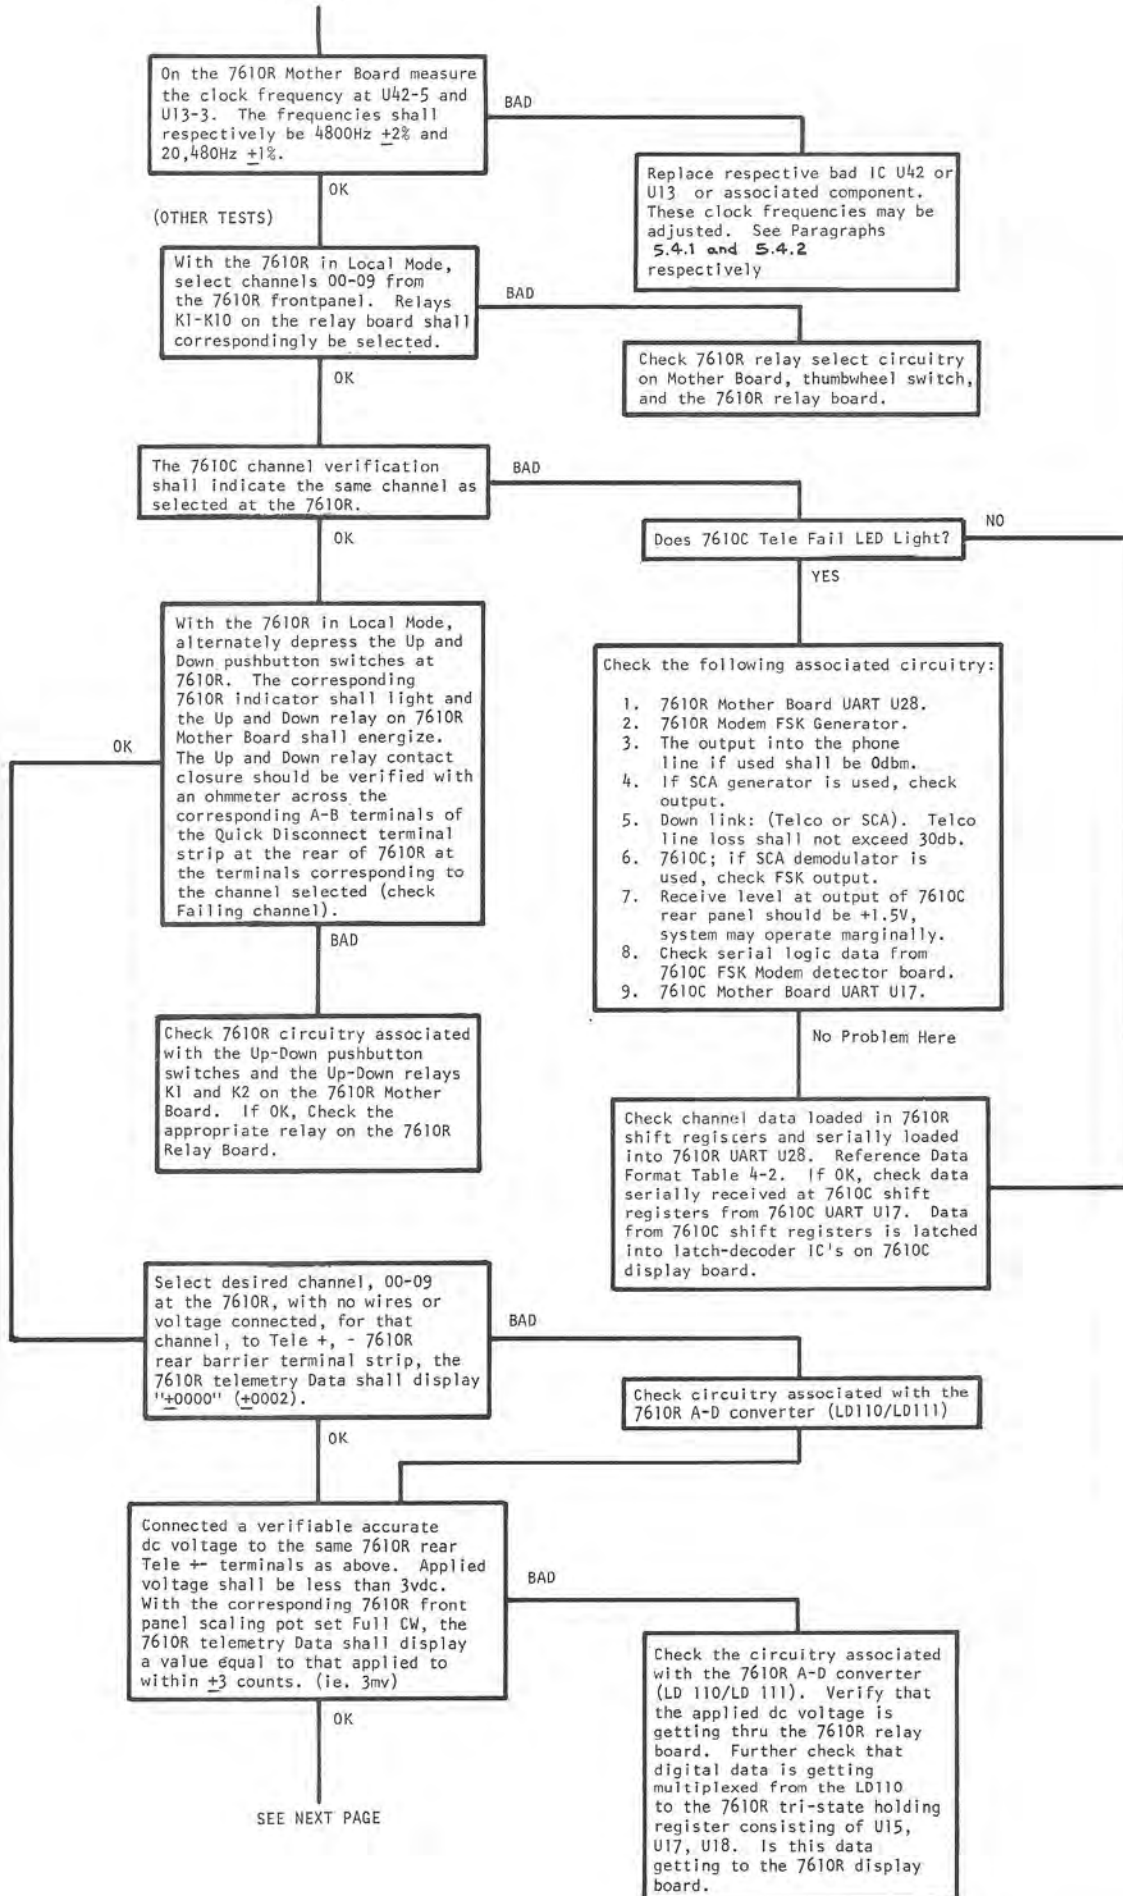 On the 7610R Mother Board measure
the clock frequency at U42-5 and
U13-3. The frequencies shall
respectively be 4800Hz ±2% and
20,480Hz ±1%.
BAD
Replace respective bad IC U42 or
U13 or associated component.
These clock frequencies may be
adjusted. See Paragraphs
5.4.1 and 5.4.2
respectively
OK
(OTHER TESTS)
With the 7610R in Local Mode,
select channels 00-09 from
the 7610R frontpanel. Relays
K1-K10 on the relay board shall
correspondingly be selected.
BAD
Check 7610R relay select circuitry
on Mother Board, thumbwheel switch,
and the 7610R relay board.
OK
The 7610C channel verification
shall indicate the same channel as
selected at the 7610R.
BAD
Does 7610C Tele Fail LED Light?
NO
YES
OK
With the 7610R in Local Mode,
alternately depress the Up and
Down pushbutton switches at
7610R. The corresponding
7610R indicator shall light and
the Up and Down relay on 7610R
Mother Board shall energize.
The Up and Down relay contact
closure should be verified with
an ohmmeter across the
corresponding A-B terminals of
the Quick Disconnect terminal
strip at the rear of 7610R at
the terminals corresponding to
the channel selected (check
Failing channel).
OK
BAD
Check the following associated circuitry:
1. 7610R Mother Board UART U28.
2. 7610R Modem FSK Generator.
3. The output into the phone
line if used shall be 0dbm.
4. If SCA generator is used, check
output.
5. Down link: (Telco or SCA). Telco
line loss shall not exceed 30db.
6. 7610C; if SCA demodulator is
used, check FSK output.
7. Receive level at output of 7610C
rear panel should be +1.5V,
system may operate marginally.
8. Check serial logic data from
7610C FSK Modem detector board.
9. 7610C Mother Board UART U17.
No Problem Here
Check 7610R circuitry associated
with the Up-Down pushbutton
switches and the Up-Down relays
K1 and K2 on the 7610R Mother
Board. If OK, Check the
appropriate relay on the 7610R
Relay Board.
Check channel data loaded in 7610R
shift registers and serially loaded
into 7610R UART U28. Reference Data
Format Table 4-2. If OK, check data
serially received at 7610C shift
registers from 7610C UART U17. Data
from 7610C shift registers is latched
into latch-decoder IC's on 7610C
display board.
Select desired channel, 00-09
at the 7610R, with no wires or
voltage connected, for that
channel, to Tele +, - 7610R
rear barrier terminal strip, the
7610R telemetry Data shall display
"±0000" (±0002).
BAD
Check circuitry associated with the
7610R A-D converter (LD110/LD111)
OK
Connected a verifiable accurate
dc voltage to the same 7610R rear
Tele +- terminals as above. Applied
voltage shall be less than 3vdc.
With the corresponding 7610R front
panel scaling pot set Full CW, the
7610R telemetry Data shall display
a value equal to that applied to
within ±3 counts. (ie. 3mv)
BAD
Check the circuitry associated
with the 7610R A-D converter
(LD 110/LD 111). Verify that
the applied dc voltage is
getting thru the 7610R relay
board. Further check that
digital data is getting
multiplexed from the LD110
to the 7610R tri-state holding
register consisting of U15,
U17, U18. Is this data
getting to the 7610R display
board.
OK
SEE NEXT PAGE